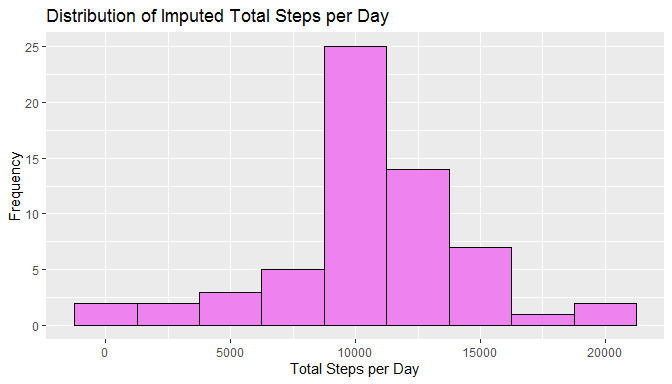 Distribution of Imputed Total Steps per Day
25
20
15
10
5
0
Frequency
0 5000 10000 15000 20000
Total Steps per Day